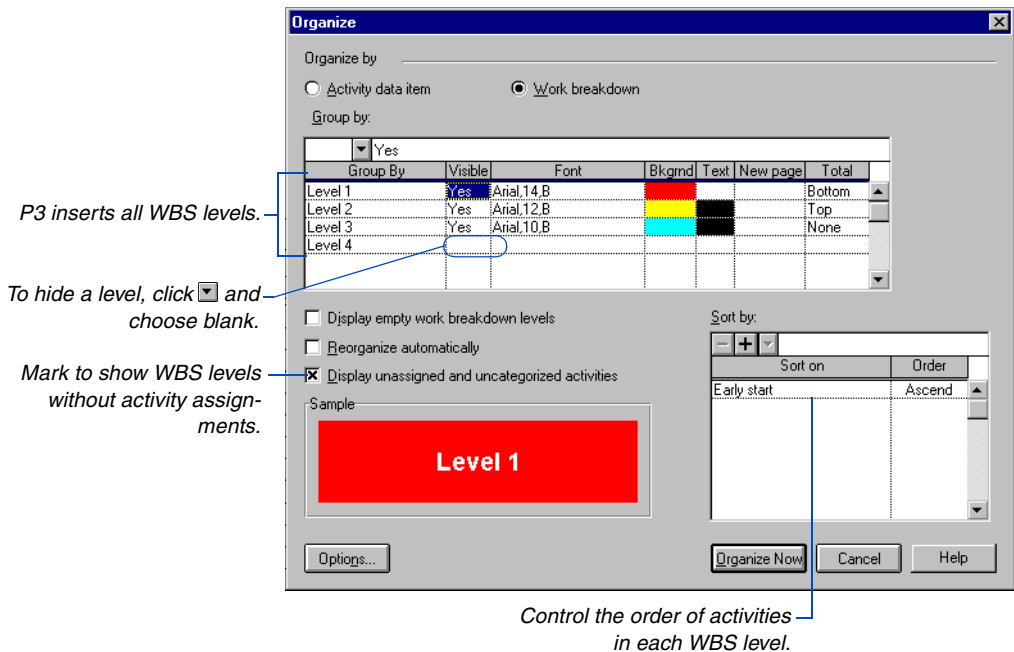 Organize
Organize by
Activity data item
Work breakdown
Group by:
Yes
Group By Visible Font Bkgrnd Text New page Total
Level 1 Yes Arial,14,B Bottom
Level 2 Yes Arial,12,B Top
Level 3 Yes Arial,10,B None
Level 4
P3 inserts all WBS levels.
To hide a level, click and
choose blank.
Mark to show WBS levels
without activity assign-
ments.
Display empty work breakdown levels
Reorganize automatically
Display unassigned and uncategorized activities
Sample
Level 1
Sort by:
Sort on Order
Early start Ascend
Options...
Organize Now
Cancel
Help
Control the order of activities
in each WBS level.